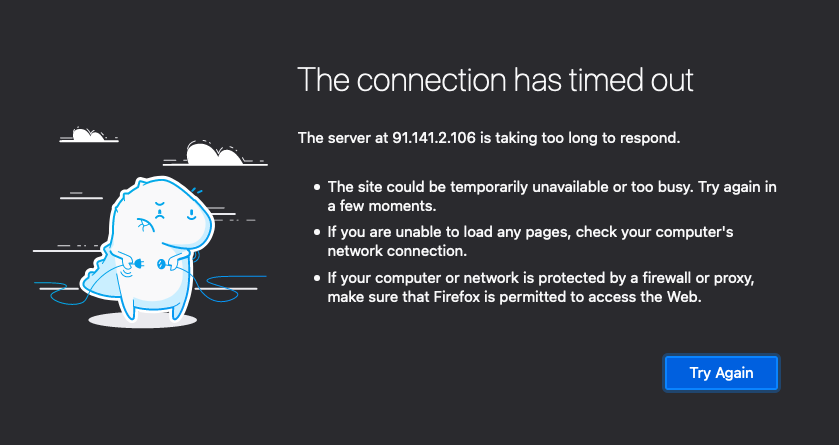 The connection has timed out
The server at 91.141.2.106 is taking too long to respond.
The site could be temporarily unavailable or too busy. Try again in
a few moments.
If you are unable to load any pages, check your computer's
network connection.
If your computer or network is protected by a firewall or proxy,
make sure that Firefox is permitted to access the Web.
Try Again